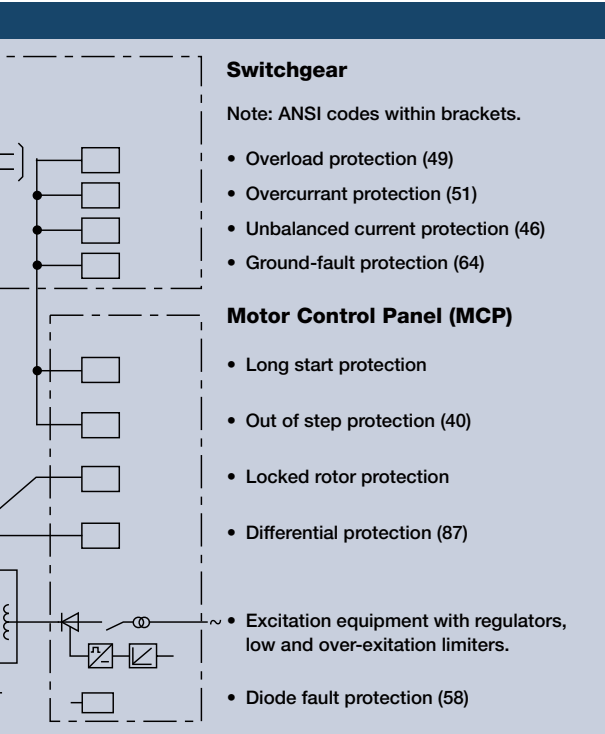 Switchgear
Note: ANSI codes within brackets.
• Overload protection (49)
• Overcurrant protection (51)
• Unbalanced current protection (46)
• Ground-fault protection (64)
Motor Control Panel (MCP)
• Long start protection
• Out of step protection (40)
• Locked rotor protection
• Differential protection (87)
~ • Excitation equipment with regulators,
low and over-exitation limiters.
• Diode fault protection (58)